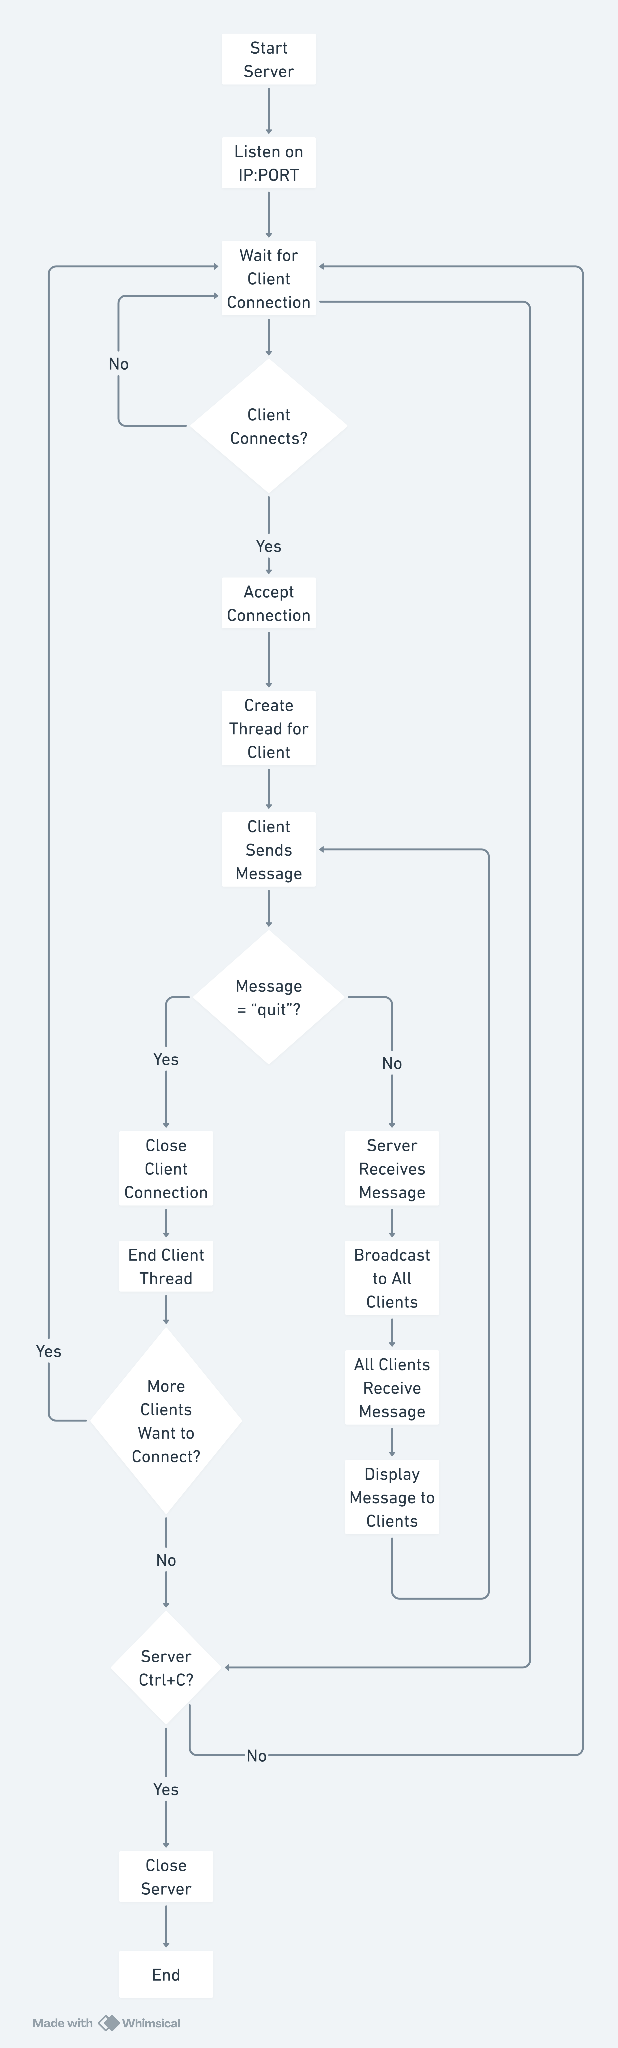 Start
Server
Listen on
IP:PORT
Wait for
Client
Connection
No
Client
Connects?
Yes
Accept
Connection
Create
Thread for
Client
Client
Sends
Message
Message
= “quit”?
Yes
No
Close
Client
Connection
Server
Receives
Message
End Client
Thread
Broadcast
to All
Clients
Yes
More
Clients
Want to
Connect?
All Clients
Receive
Message
Display
Message to
Clients
No
Server
Ctrl+C?
No
Yes
Close
Server
End
Made with Whimsical